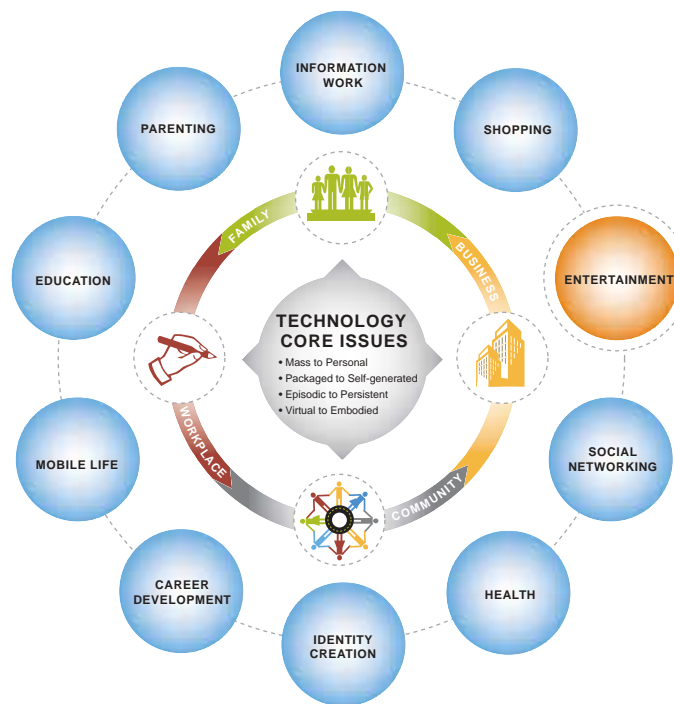 INFORMATION
WORK
PARENTING
SHOPPING
FAMILY
BUSINESS
EDUCATION
ENTERTAINMENT
TECHNOLOGY
CORE ISSUES
• Mass to Personal
• Packaged to Self-generated
• Episodic to Persistent
• Virtual to Embodied
WORKPLACE
COMMUNITY
MOBILE LIFE
SOCIAL
NETWORKING
CAREER
DEVELOPMENT
HEALTH
IDENTITY
CREATION